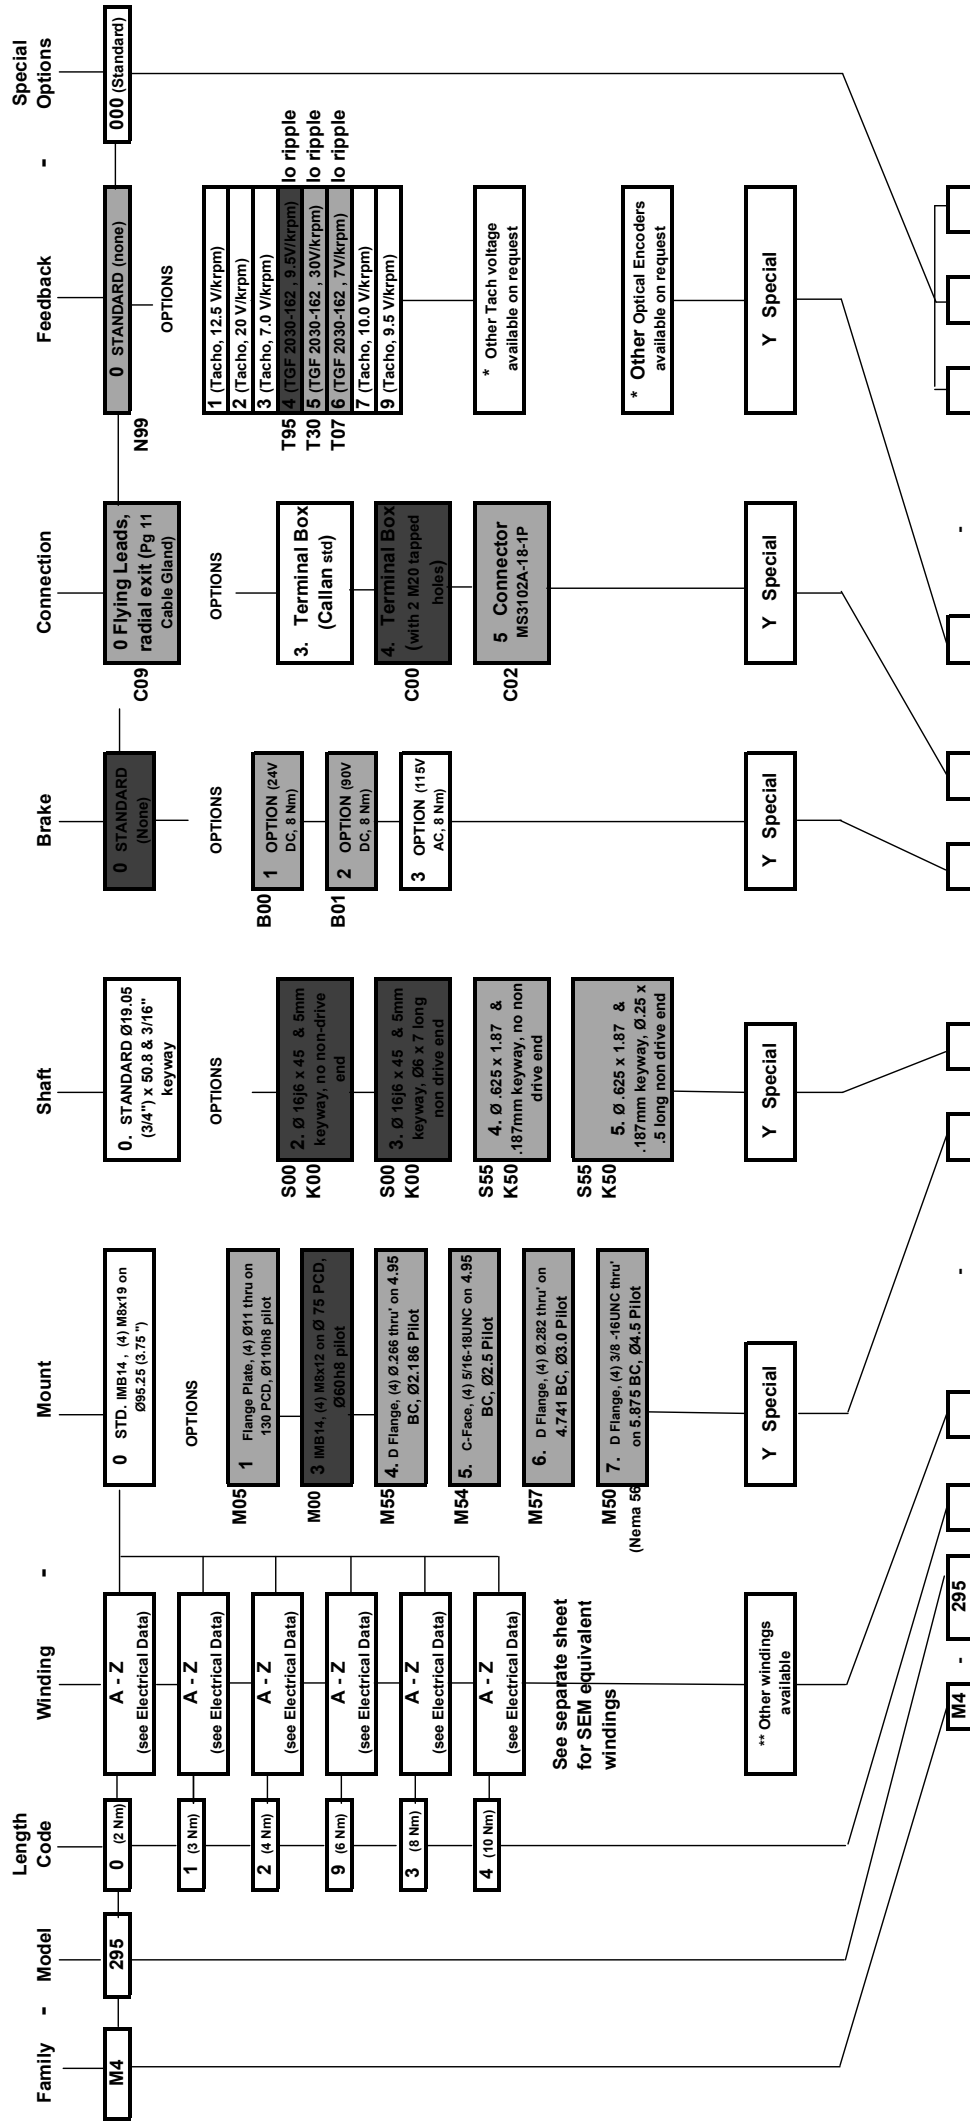 Family - Model Length Code Winding - Mount Shaft Brake Connection Feedback - Special Options
M4
295
0 (2 Nm)
1 (3 Nm)
2 (4 Nm)
9 (6 Nm)
3 (8 Nm)
4 (10 Nm)
A - Z
(see Electrical Data)
A - Z
(see Electrical Data)
A - Z
(see Electrical Data)
A - Z
(see Electrical Data)
A - Z
(see Electrical Data)
A - Z
(see Electrical Data)
See separate sheet
for SEM equivalent
windings
** Other windings
available
0 STD. IMB14 , (4) M8x19 on
Ø95.25 (3.75 ")
OPTIONS
M05
1 Flange Plate, (4) Ø11 thru on
130 PCD, Ø110h8 pilot
M00
3 IMB14, (4) M8x12 on Ø 75 PCD,
Ø60h8 pilot
M55
4. D Flange, (4) Ø.266 thru' on 4.95
BC, Ø2.186 Pilot
M54
5. C-Face, (4) 5/16-18UNC on 4.95
BC, Ø2.5 Pilot
M57
6. D Flange, (4) Ø.282 thru' on
4.741 BC, Ø3.0 Pilot
M50
(Nema 56
7. D Flange, (4) 3/8 -16UNC thru'
on 5.875 BC, Ø4.5 Pilot
Y Special
0. STANDARD Ø19.05
(3/4") x 50.8 & 3/16"
keyway
OPTIONS
S00
K00
2. Ø 16j6 x 45 & 5mm
keyway, no non-drive
end
S00
K00
3. Ø 16j6 x 45 & 5mm
keyway, Ø6 x 7 long
non drive end
S55
K50
4. Ø .625 x 1.87 &
.187mm keyway, no non
drive end
S55
K50
5. Ø .625 x 1.87 &
.187mm keyway, Ø.25 x
.5 long non drive end
Y Special
0 STANDARD
(None)
OPTIONS
B00
1 OPTION (24V
DC, 8 Nm)
B01
2 OPTION (90V
DC, 8 Nm)
3 OPTION (115V
AC, 8 Nm)
Y Special
C09
0 Flying Leads,
radial exit (Pg 11
Cable Gland)
OPTIONS
3. Terminal Box
(Callan std)
C00
4. Terminal Box
(with 2 M20 tapped
holes)
C02
5 Connector
MS3102A-18-1P
Y Special
N99
0 STANDARD (none)
OPTIONS
1 (Tacho, 12.5 V/krpm)
2 (Tacho, 20 V/krpm)
3 (Tacho, 7.0 V/krpm)
T95 4 (TGF 2030-162 , 9.5V/krpm) lo ripple
T30 5 (TGF 2030-162 , 30V/krpm) lo ripple
T07 6 (TGF 2030-162 , 7V/krpm) lo ripple
7 (Tacho, 10.0 V/krpm)
9 (Tacho, 9.5 V/krpm)
* Other Tach voltage
available on request
* Other Optical Encoders
available on request
Y Special
000 (Standard)
M4 - 295 - -